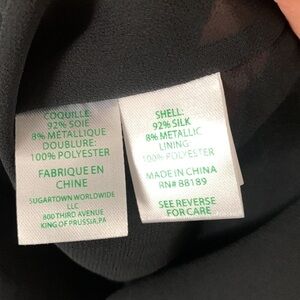 COQUILLE:
92% SOIE
8% MÉTALLIQUE
DOUBLURE:
100% POLYESTER
FABRIQUE EN
CHINE
SUGARTOWN WORLDWIDE
LLC
800 THIRD AVENUE
KING OF PRUSSIA,PA
SHELL:
92% SILK
8% METALLIC
LINING:
100% POLYESTER
MADE IN CHINA
RN# 88189
SEE REVERSE
FOR CARE